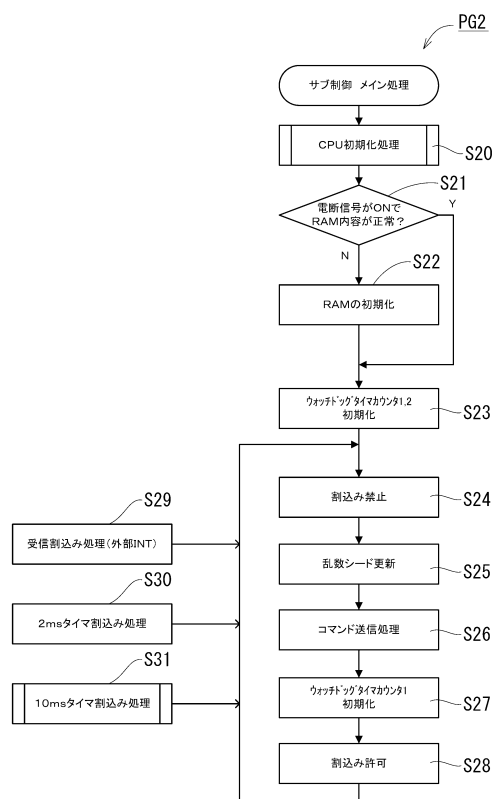 PG2
サブ制御 メイン処理
CPU初期化処理
S20
S21
電断信号がONで
RAM内容が正常？
Y
N
S22
RAMの初期化
ｳｫｯﾁﾄﾞｯｸﾞﾀｲﾏｶｳﾝﾀ1,2
初期化
S23
S29
割込み禁止
S24
受信割込み処理（外部INT）
乱数シード更新
S25
S30
2msタイマ割込み処理
コマンド送信処理
S26
S31
10msタイマ割込み処理
ｳｫｯﾁﾄﾞｯｸﾞﾀｲﾏｶｳﾝﾀ1
初期化
S27
割込み許可
S28